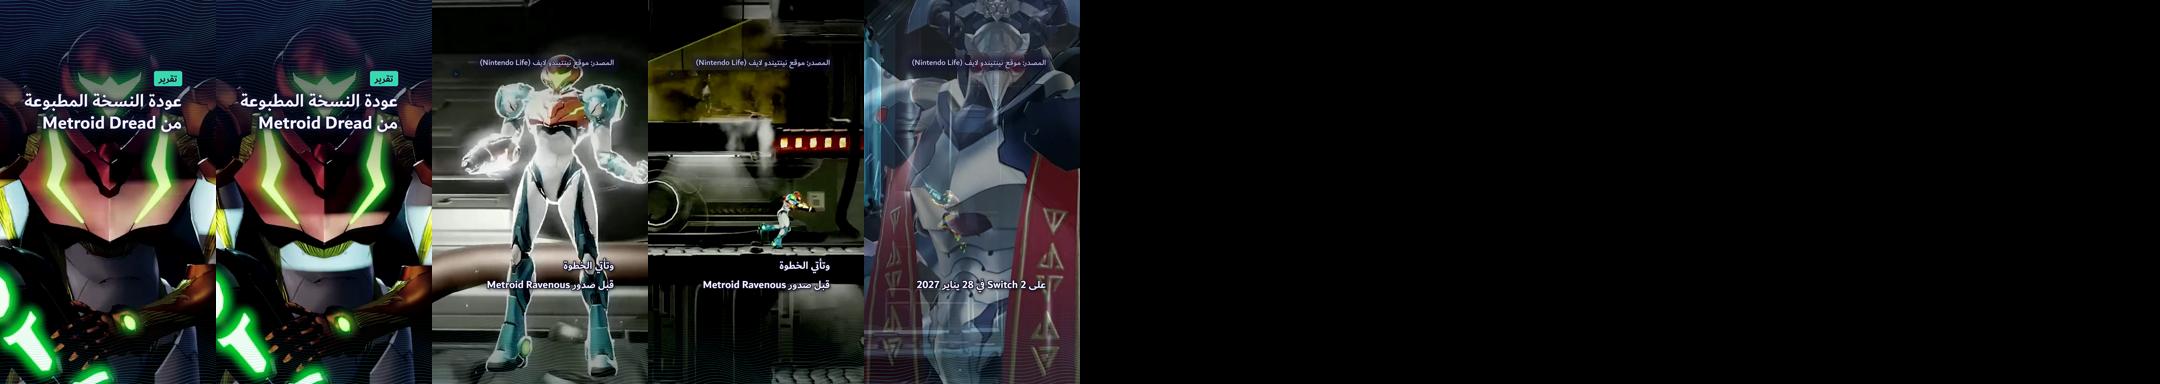 تقرير
عودة النسخة المطبوعة
من Metroid Dread
تقرير
عودة النسخة المطبوعة
من Metroid Dread
المصدر: موقع نينتيندو لايف (Nintendo Life)
وتأتي الخطوة
قبل صدور Metroid Ravenous
المصدر: موقع نينتيندو لايف (Nintendo Life)
وتأتي الخطوة
قبل صدور Metroid Ravenous
المصدر: موقع نينتيندو لايف (Nintendo Life)
على Switch 2 في 28 يناير 2027